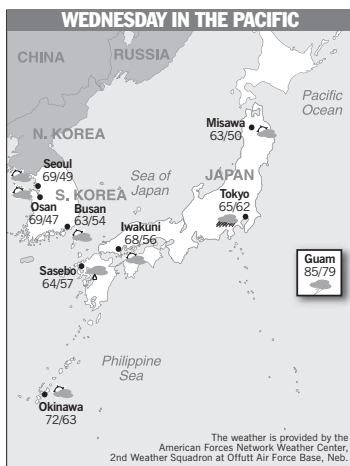 WEDNESDAY IN THE PACIFIC
CHINA
RUSSIA
Pacific
Ocean
Misawa
63/50
N. KOREA
Seoul
69/49
Sea of
Japan
JAPAN
S. KOREA
Osan
69/47
Busan
63/54
Tokyo
65/62
Iwakuni
68/56
Sasebo
64/57
Guam
85/79
Philippine
Sea
Okinawa
72/63
The weather is provided by the
American Forces Network Weather Center,
2nd Weather Squadron at Offutt Air Force Base, Neb.